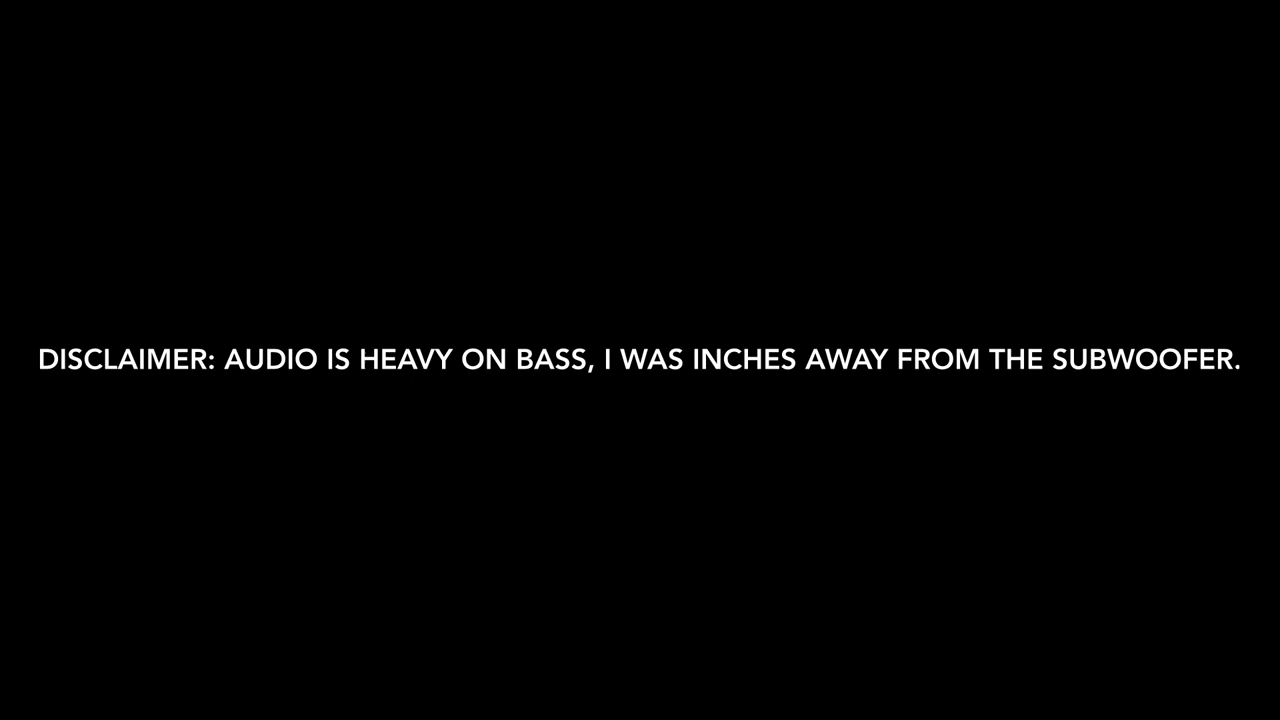 DISCLAIMER: AUDIO IS HEAVY ON BASS, I WAS INCHES AWAY FROM THE SUBWOOFER.